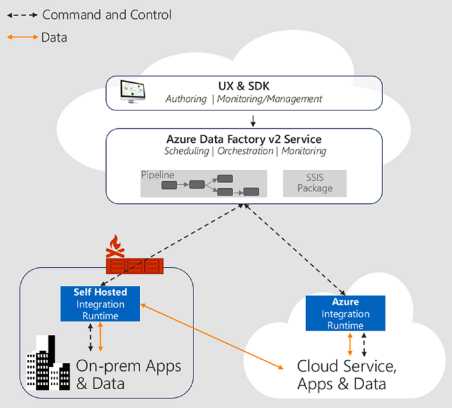 Command and Control
Data
UX & SDK
Authoring | Monitoring/Management
Azure Data Factory v2 Service
Scheduling | Orchestration | Monitoring
Pipeline
SSIS
Package
Self Hosted
Integration
Runtime
On-prem Apps
& Data
Azure
Integration
Runtime
Cloud Service,
Apps & Data